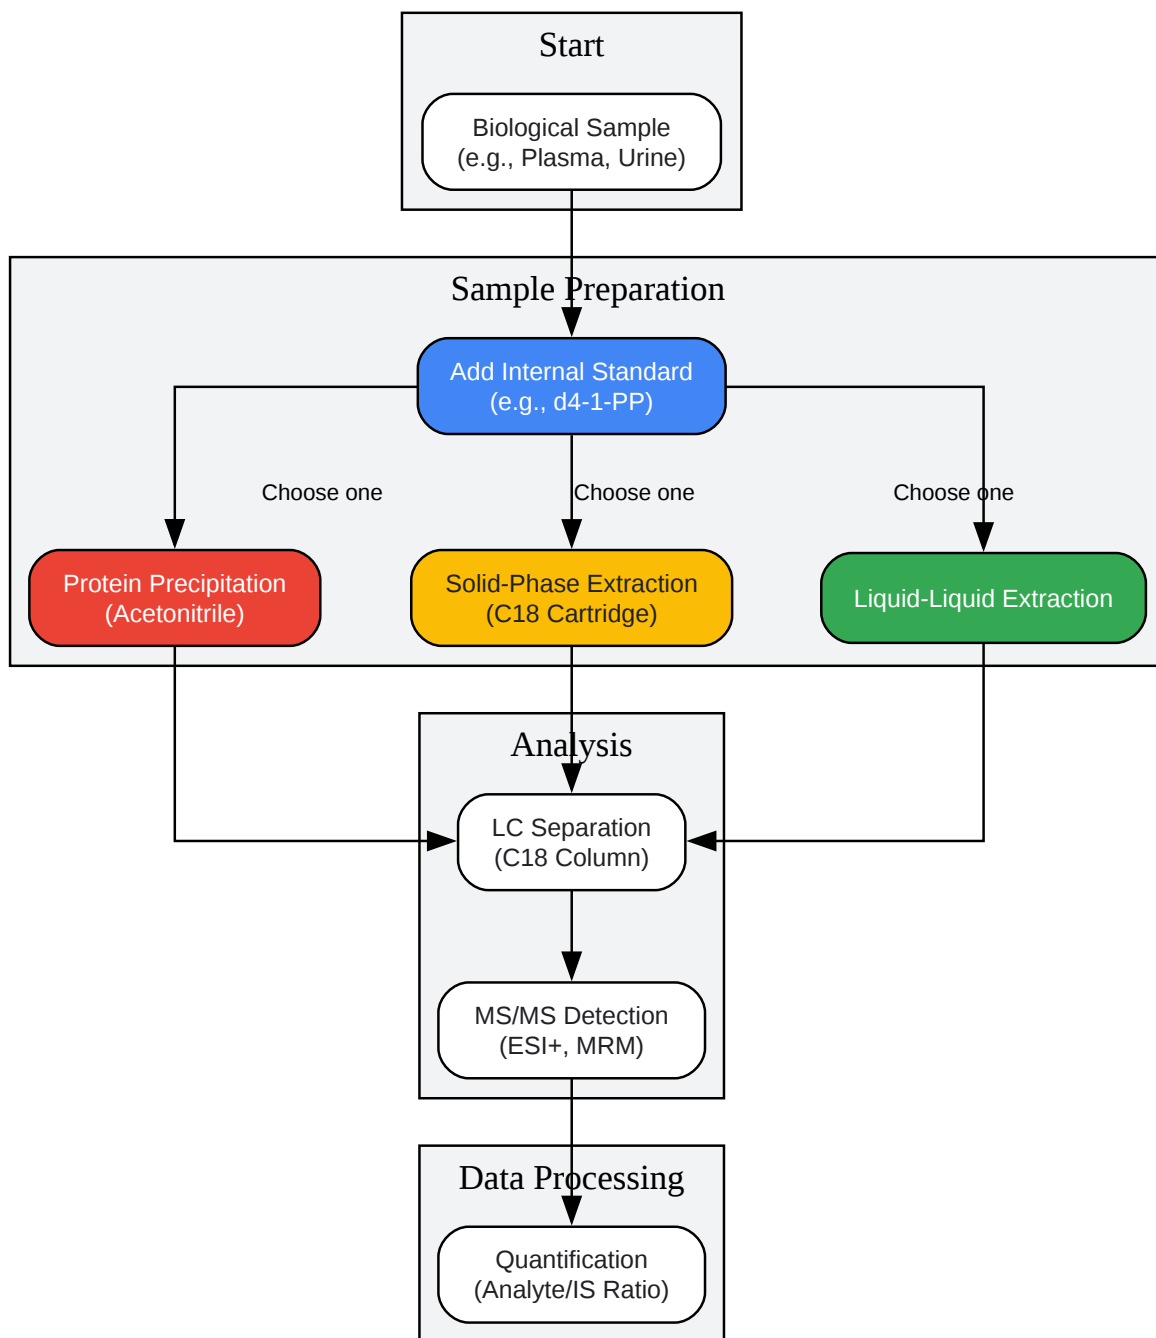 Start
Biological Sample
(e.g., Plasma, Urine)
Sample Preparation
Add Internal Standard
(e.g., d4-1-PP)
Choose one
Choose one
Choose one
Protein Precipitation
(Acetonitrile)
Solid-Phase Extraction
(C18 Cartridge)
Liquid-Liquid Extraction
Analysis
LC Separation
(C18 Column)
MS/MS Detection
(ESI+, MRM)
Data Processing
Quantification
(Analyte/IS Ratio)